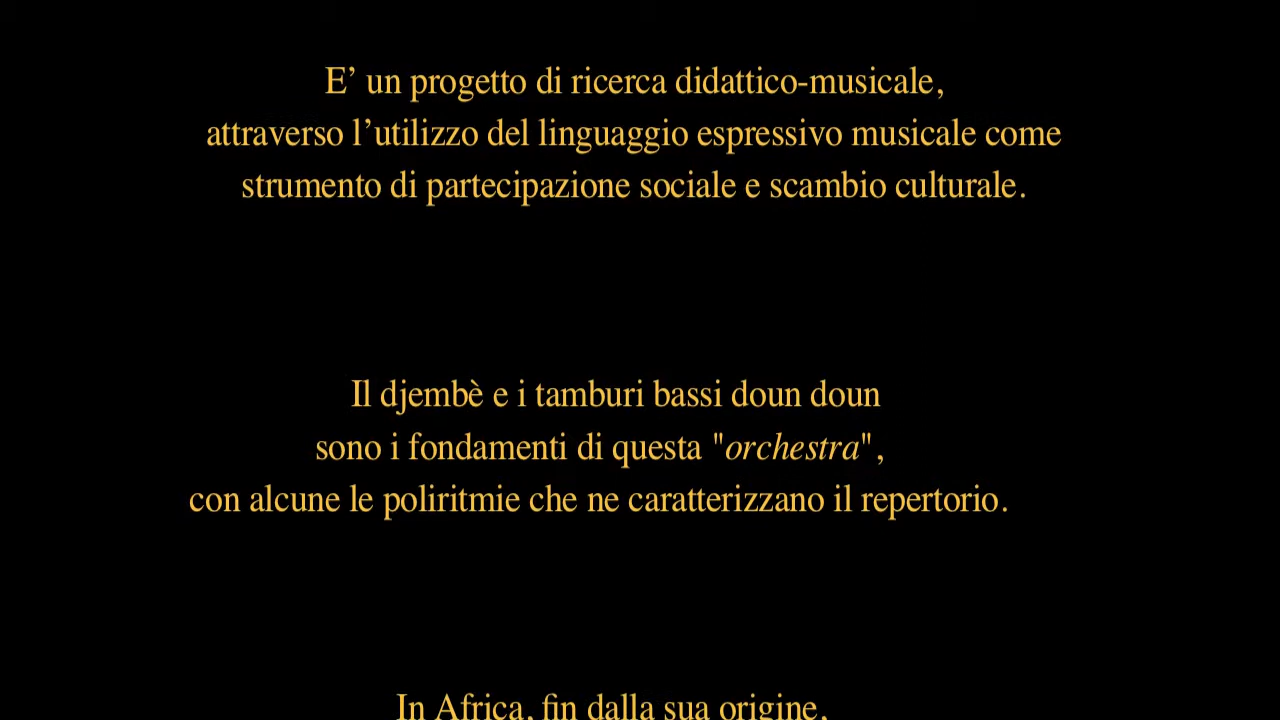 E’ un progetto di ricerca didattico-musicale,
attraverso l’utilizzo del linguaggio espressivo musicale come
strumento di partecipazione sociale e scambio culturale.
Il djembè e i tamburi bassi doun doun
sono i fondamenti di questa "orchestra",
con alcune le poliritmie che ne caratterizzano il repertorio.
In Africa, fin dalla sua origine,